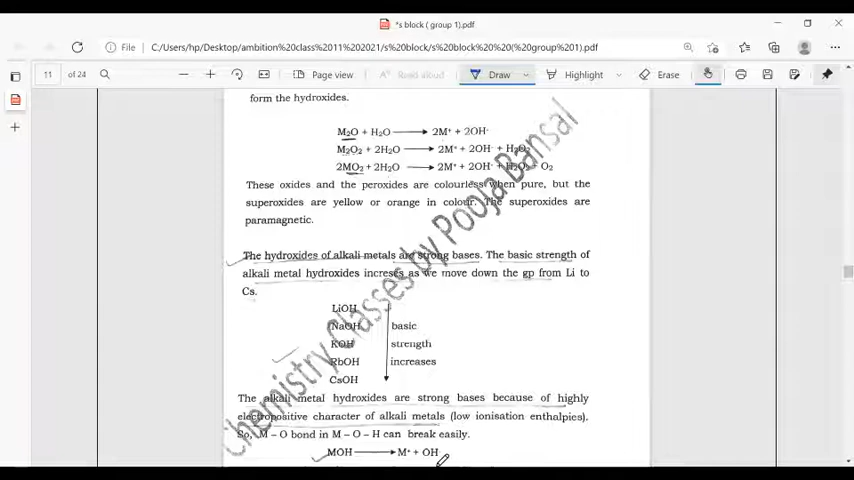 *s block ( group 1).pdf
File
C:/Users/hp/Desktop/ambition%20class%2011%202021/s%20block/s%20block%20%20(%20group%201).pdf
11 of 24
Page view
Read aloud
Draw
Highlight
Erase
form the hydroxides.
M₂O + H₂O ⟶ 2M⁺ + 2OH⁻
M₂O₂ + 2H₂O ⟶ 2M⁺ + 2OH⁻ + H₂O₂
2MO₂ + 2H₂O ⟶ 2M⁺ + 2OH⁻ + H₂O₂ + O₂
These oxides and the peroxides are colourless when pure, but the
superoxides are yellow or orange in colour. The superoxides are
paramagnetic.
The hydroxides of alkali metals are strong bases. The basic strength of
alkali metal hydroxides increses as we move down the gp from Li to
Cs.
LiOH
NaOH basic
KOH strength
RbOH increases
CsOH
The alkali metal hydroxides are strong bases because of highly
electropositive character of alkali metals (low ionisation enthalpies).
So, M – O bond in M – O – H can break easily.
MOH ⟶ M⁺ + OH
Chemistry Classes by Pooja Bansal